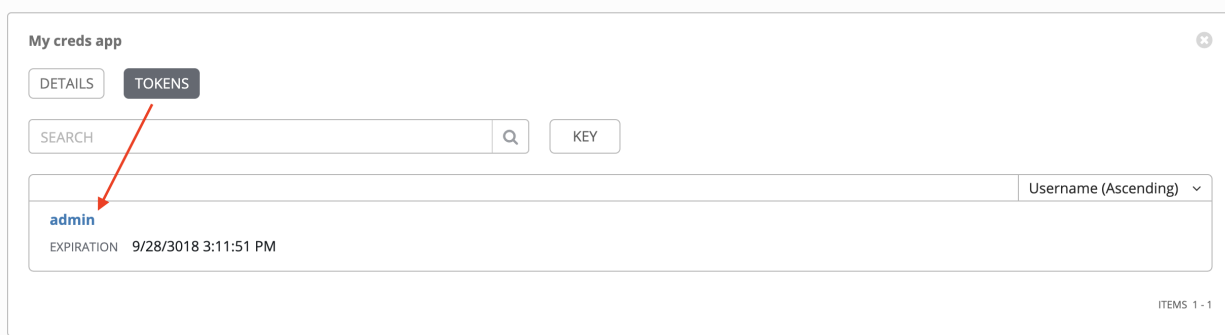 My creds app
DETAILS TOKENS
SEARCH KEY
Username (Ascending)
admin
EXPIRATION 9/28/3018 3:11:51 PM
ITEMS 1 - 1